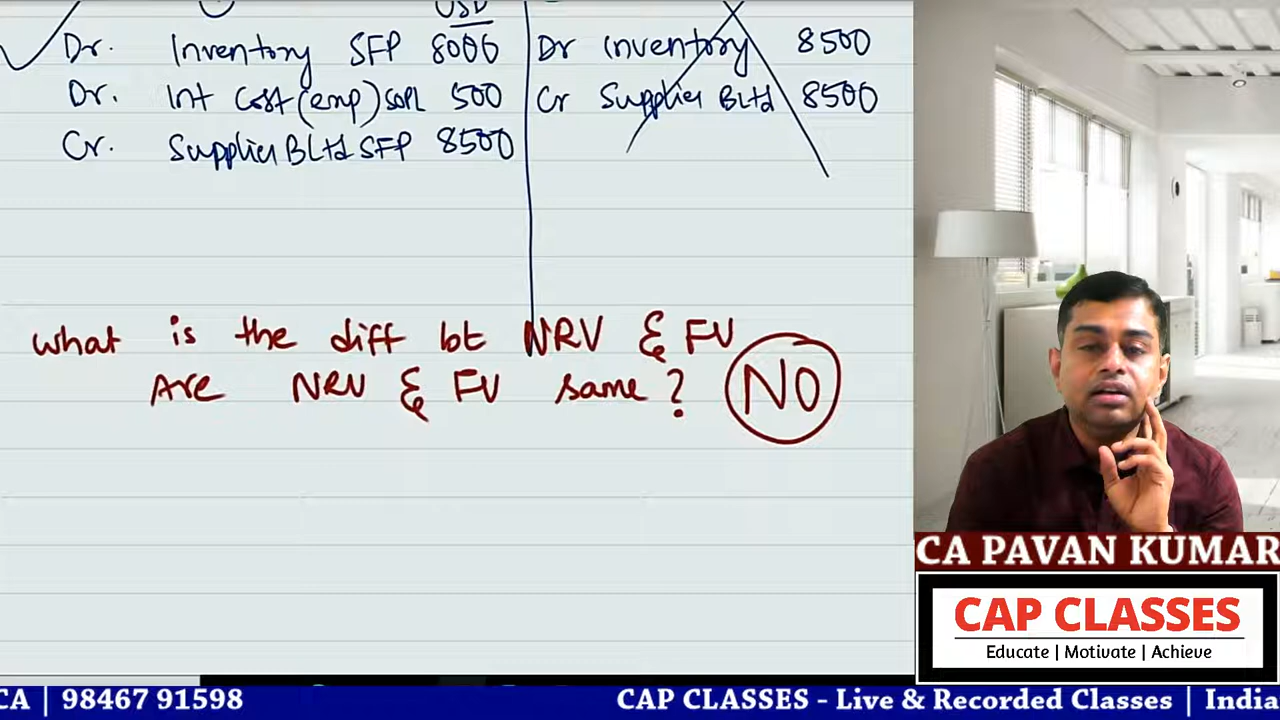 USD
Dr. Inventory SFP 8000
Dr. Int Cost (exp) SOPL 500
Cr. Supplier BLtd SFP 8500
Dr Inventory 8500
Cr Supplier BLtd 8500
What is the diff bt NRV & FV
Are NRV & FV same? NO
CA PAVAN KUMAR
CAP CLASSES
Educate | Motivate | Achieve
CA | 98467 91598
CAP CLASSES - Live & Recorded Classes | India